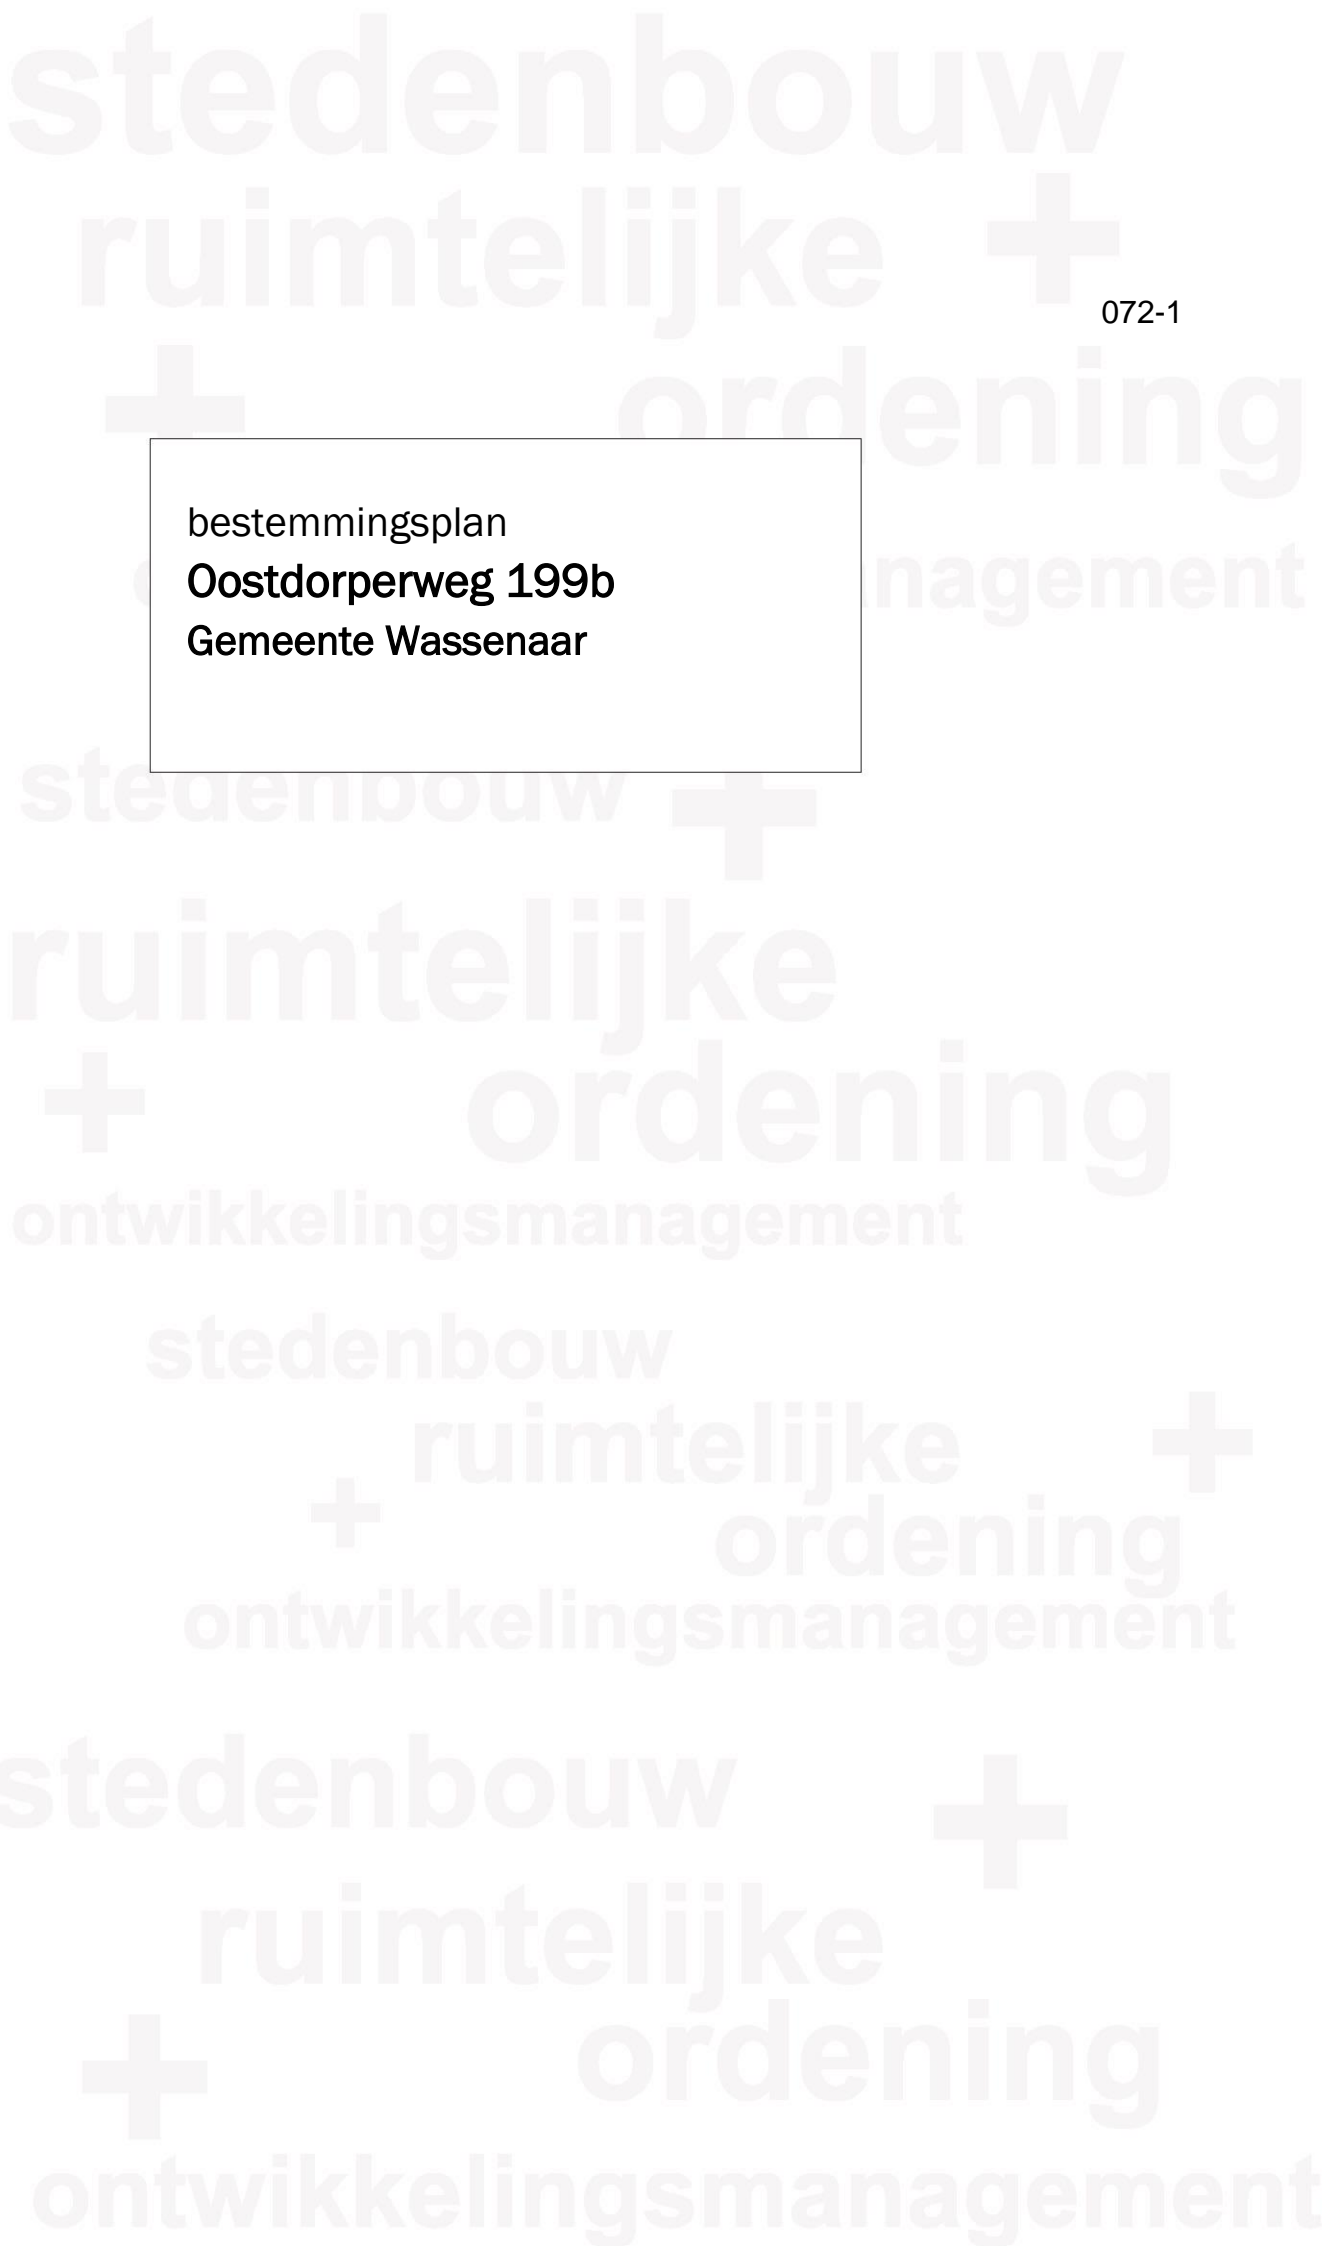 stedenbouw
ruimtelijke +
072-1
+ ordening
bestemmingsplan
Oostdorperweg 199b
Gemeente Wassenaar
nagement
stedenbouw +
ruimtelijke
+ ordening
ontwikkelingsmanagement
stedenbouw
ruimtelijke +
+ ordening
ontwikkelingsmanagement
stedenbouw +
ruimtelijke
+ ordening
ontwikkelingsmanagement